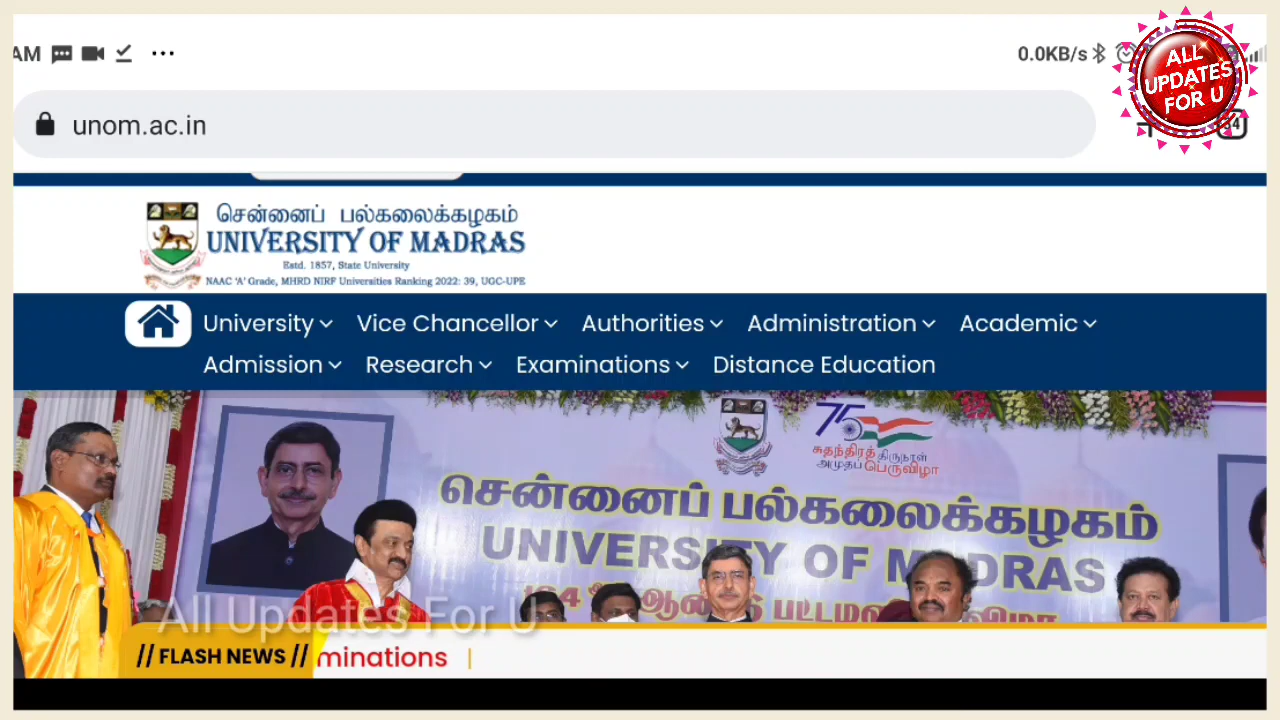 AM
0.0KB/s
ALL
UPDATES
FOR U
unom.ac.in
சென்னைப் பல்கலைக்கழகம்
UNIVERSITY OF MADRAS
Estd. 1857, State University
NAAC 'A' Grade, MHRD NIRF Universities Ranking 2022: 39, UGC-UPE
University Vice Chancellor Authorities Administration Academic
Admission Research Examinations Distance Education
75
சுதந்திரத் திருநாள்
அமுதப் பெருவிழா
சென்னைப் பல்கலைக்கழகம்
UNIVERSITY OF MADRAS
All Updates For U
// FLASH NEWS // minations |